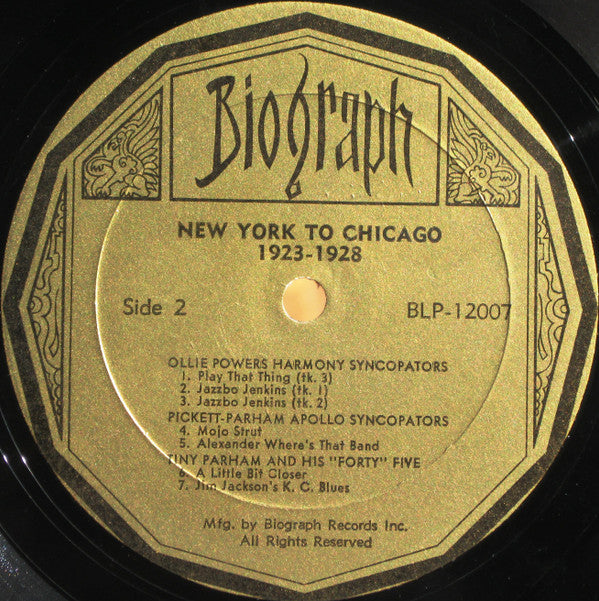 Biograph
NEW YORK TO CHICAGO
1923-1928
Side 2
BLP-12007
OLLIE POWERS HARMONY SYNCOPATORS
1. Play That Thing (tk. 3)
2. Jazzbo Jenkins (tk. 1)
3. Jazzbo Jenkins (tk. 2)
PICKETT-PARHAM APOLLO SYNCOPATORS
4. Mojo Strut
5. Alexander Where's That Band
TINY PARHAM AND HIS "FORTY" FIVE
6. A Little Bit Closer
7. Jim Jackson's K. C. Blues
Mfg. by Biograph Records Inc.
All Rights Reserved